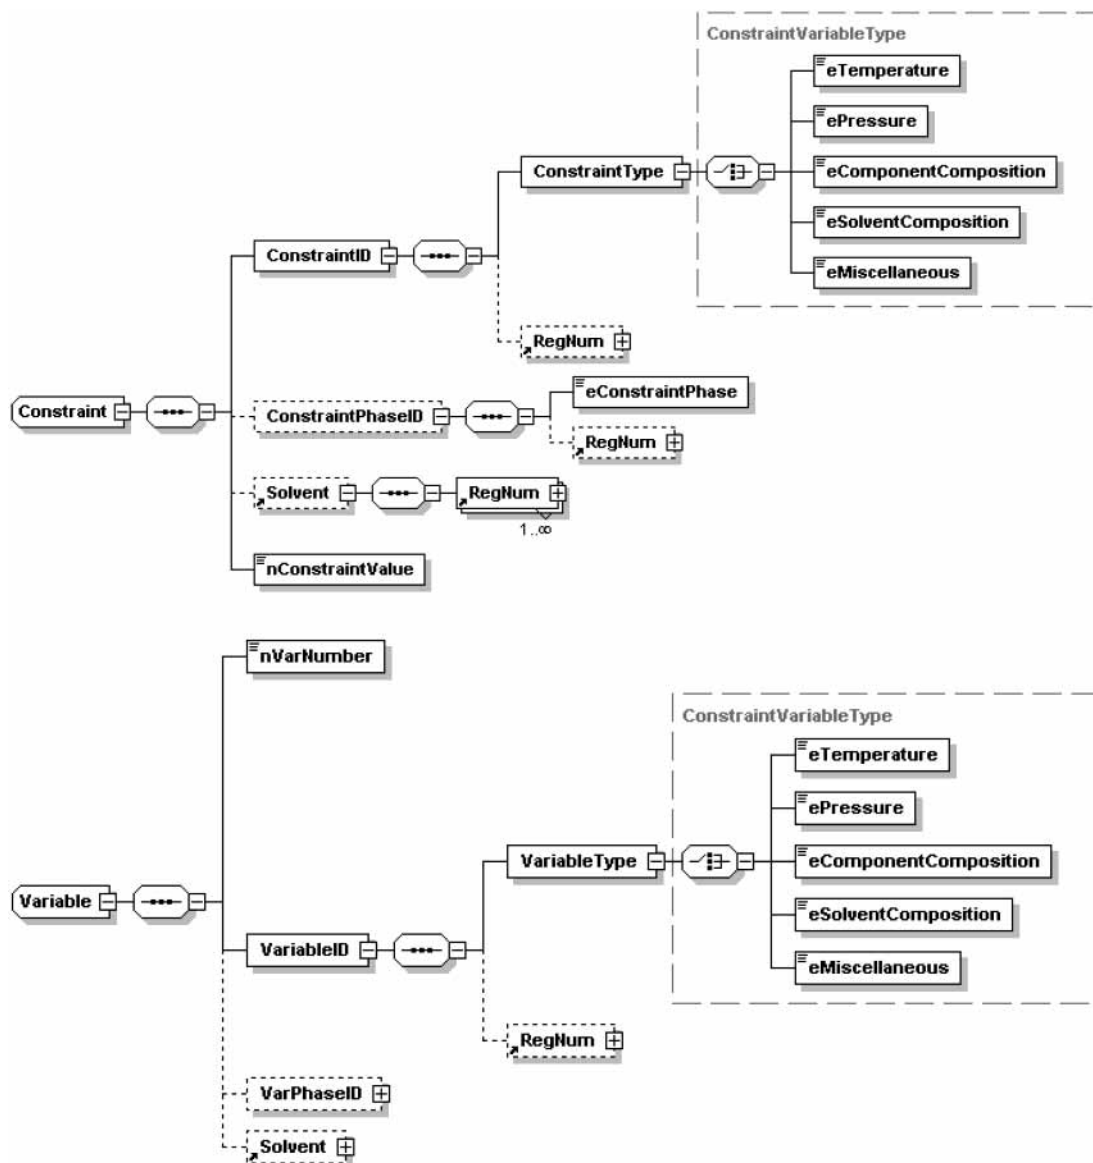 ConstraintVariableType
eTemperature
ePressure
ConstraintType
eComponentComposition
eSolventComposition
ConstraintID
eMiscellaneous
RegNum
eConstraintPhase
Constraint
ConstraintPhaseID
RegNum
Solvent
RegNum
1..∞
nConstraintValue
nVarNumber
ConstraintVariableType
eTemperature
ePressure
VariableType
eComponentComposition
Variable
eSolventComposition
VariableID
eMiscellaneous
RegNum
VarPhaseID
Solvent